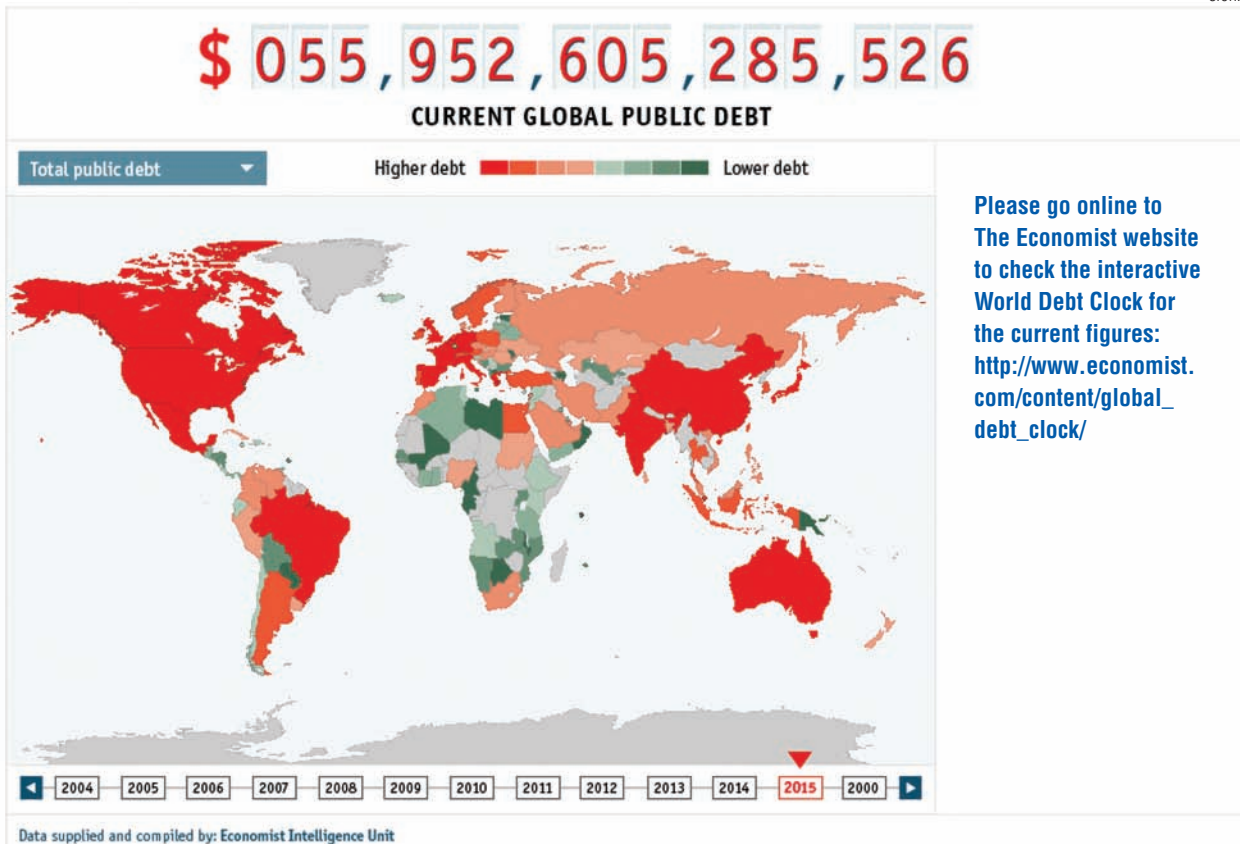 $ 055,952,605,285,526
CURRENT GLOBAL PUBLIC DEBT
Total public debt
Higher debt
Lower debt
Please go online to
The Economist website
to check the interactive
World Debt Clock for
the current figures:
http://www.economist.
com/content/global_
debt_clock/
2004 2005 2006 2007 2008 2009 2010 2011 2012 2013 2014 2015 2000
Data supplied and compiled by: Economist Intelligence Unit